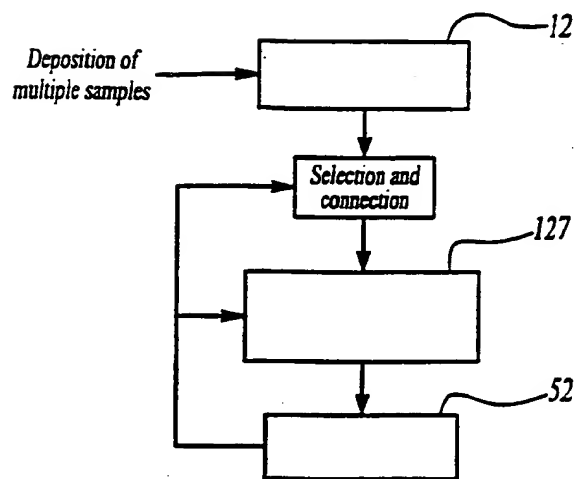 12
Deposition of
multiple samples
Selection and
connection
127
52